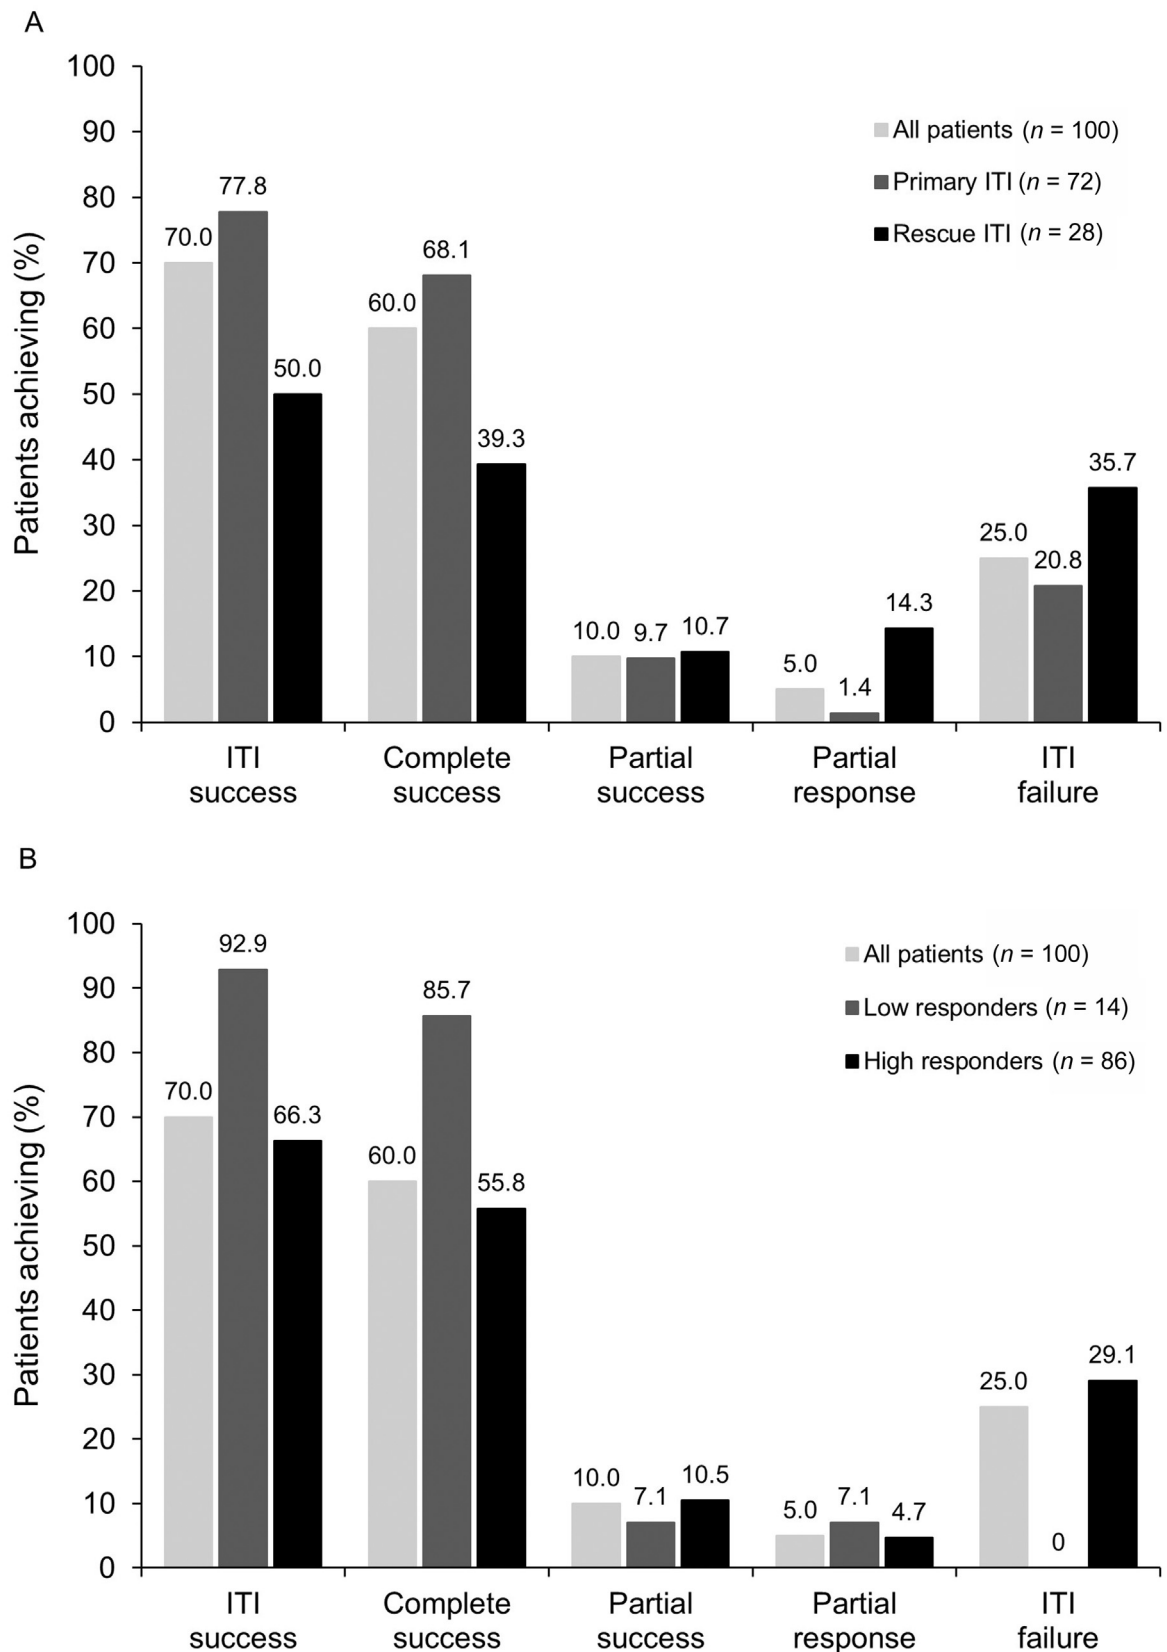 A
100
90
80
70
60
50
40
30
20
10
0
Patients achieving (%)
All patients (n = 100)
Primary ITI (n = 72)
Rescue ITI (n = 28)
70.0
77.8
50.0
60.0
68.1
39.3
10.0
9.7
10.7
5.0
1.4
14.3
25.0
20.8
35.7
ITI
success
Complete
success
Partial
success
Partial
response
ITI
failure
B
100
90
80
70
60
50
40
30
20
10
0
Patients achieving (%)
All patients (n = 100)
Low responders (n = 14)
High responders (n = 86)
70.0
92.9
66.3
60.0
85.7
55.8
10.0
7.1
10.5
5.0
7.1
4.7
25.0
0
29.1
ITI
success
Complete
success
Partial
success
Partial
response
ITI
failure